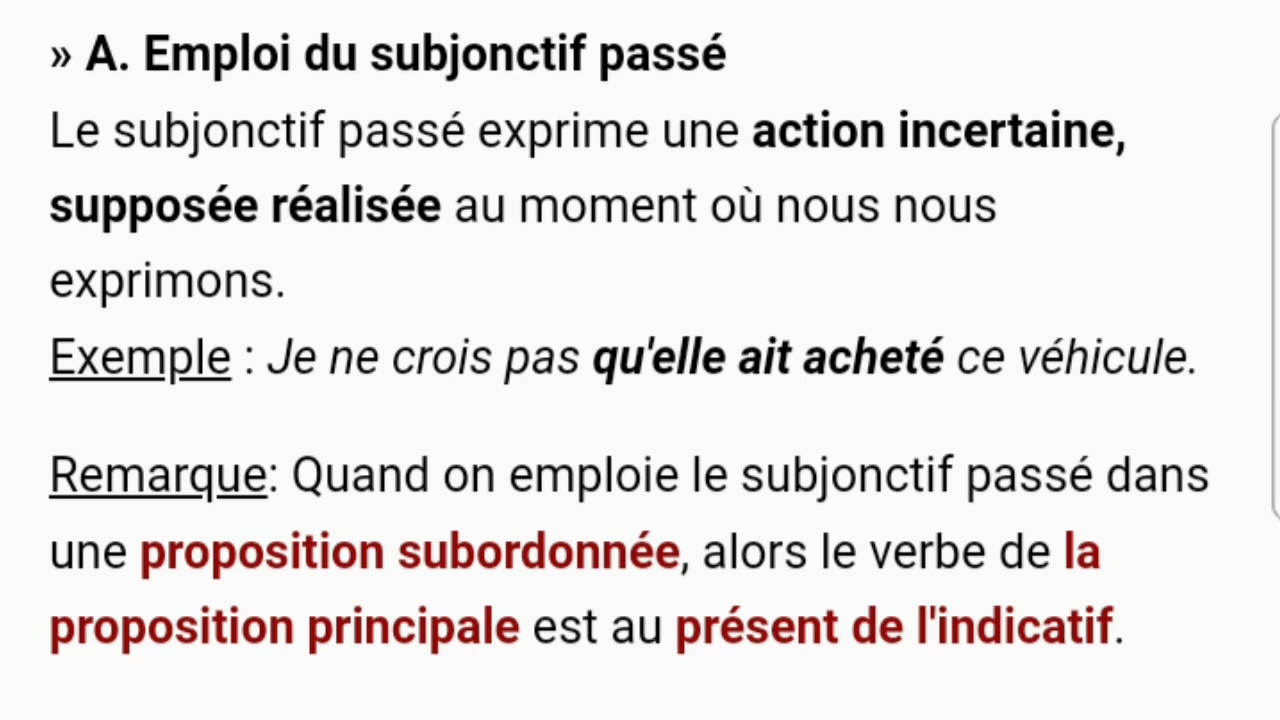 » A. Emploi du subjonctif passé
Le subjonctif passé exprime une action incertaine,
supposée réalisée au moment où nous nous
exprimons.
Exemple : Je ne crois pas qu'elle ait acheté ce véhicule.
Remarque: Quand on emploie le subjonctif passé dans
une proposition subordonnée, alors le verbe de la
proposition principale est au présent de l'indicatif.